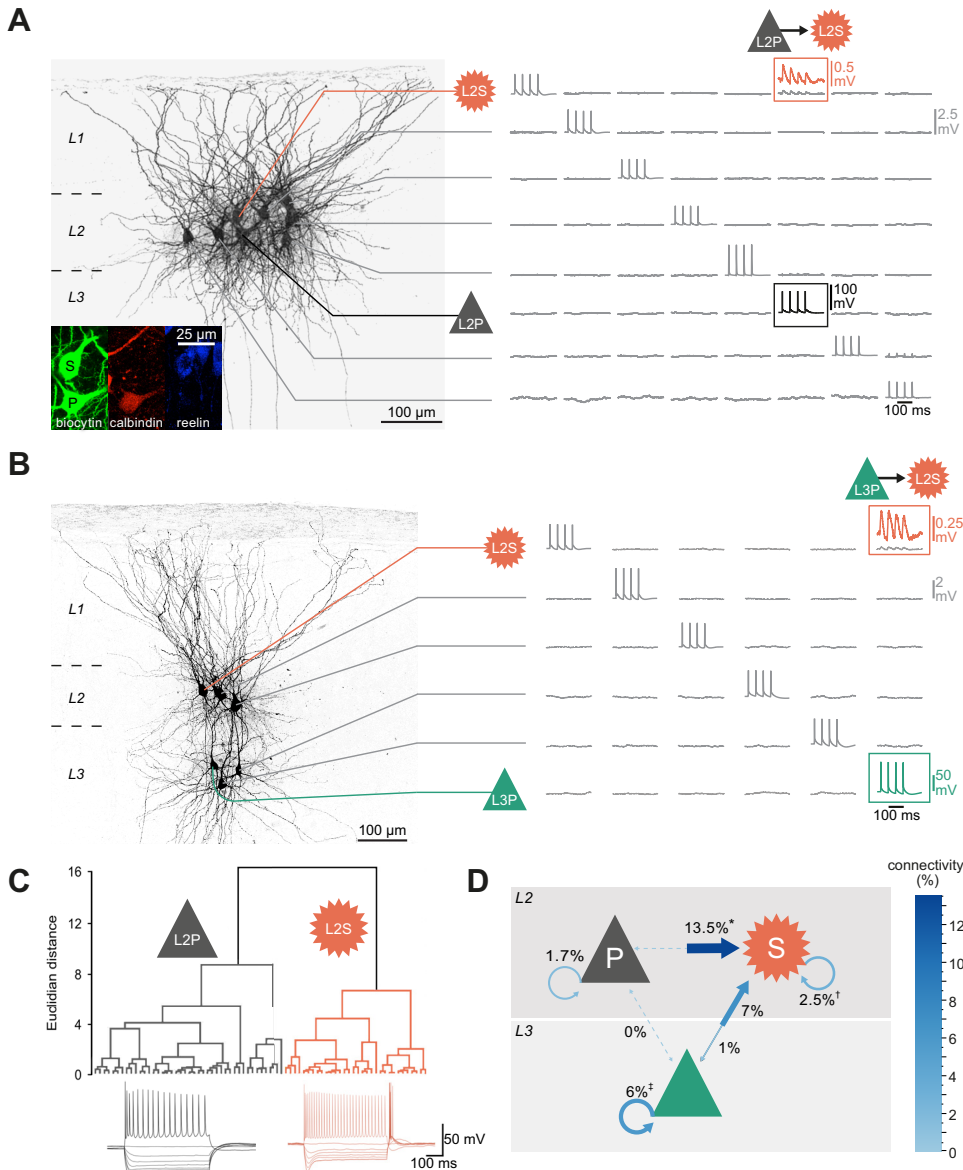 A
L2P
L2S
L2S
0.5
mV
L1
2.5
mV
L2
L3
100
mV
L2P
25 µm
S
P
biocytin
calbindin
reelin
100 µm
100 ms
B
L3P
L2S
L2S
0.25
mV
L1
2
mV
L2
L3
L3P
50
mV
100 µm
100 ms
C
16
12
8
4
0
Euclidian distance
L2P
L2S
50 mV
100 ms
D
connectivity
(%)
L2
13.5%*
P
S
1.7%
2.5%†
7%
L3
0%
1%
6%‡
12
10
8
6
4
2
0